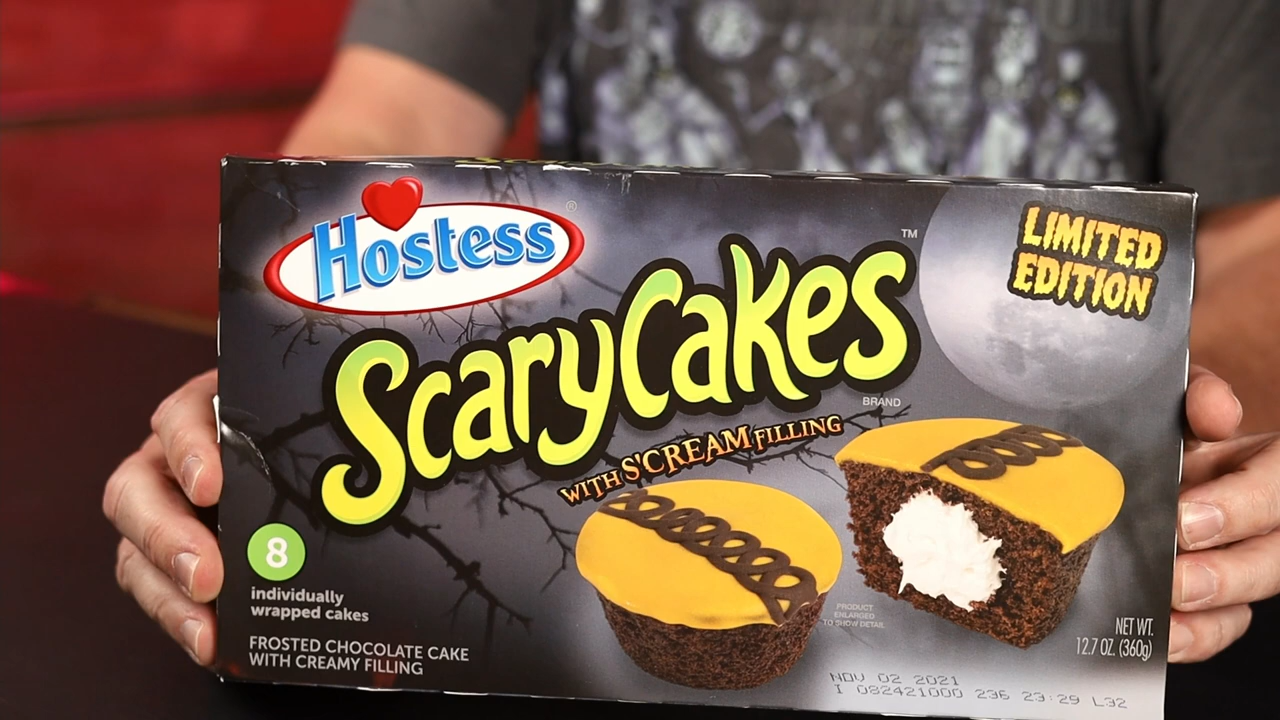 Hostess®
ScaryCakes™
BRAND
WITH S'CREAM FILLING
LIMITED
EDITION
8
individually
wrapped cakes
FROSTED CHOCOLATE CAKE
WITH CREAMY FILLING
PRODUCT
ENLARGED
TO SHOW DETAIL
NET WT.
12.7 OZ. (360g)
NOV 02 2021
I 082421000 236 23:29 L32